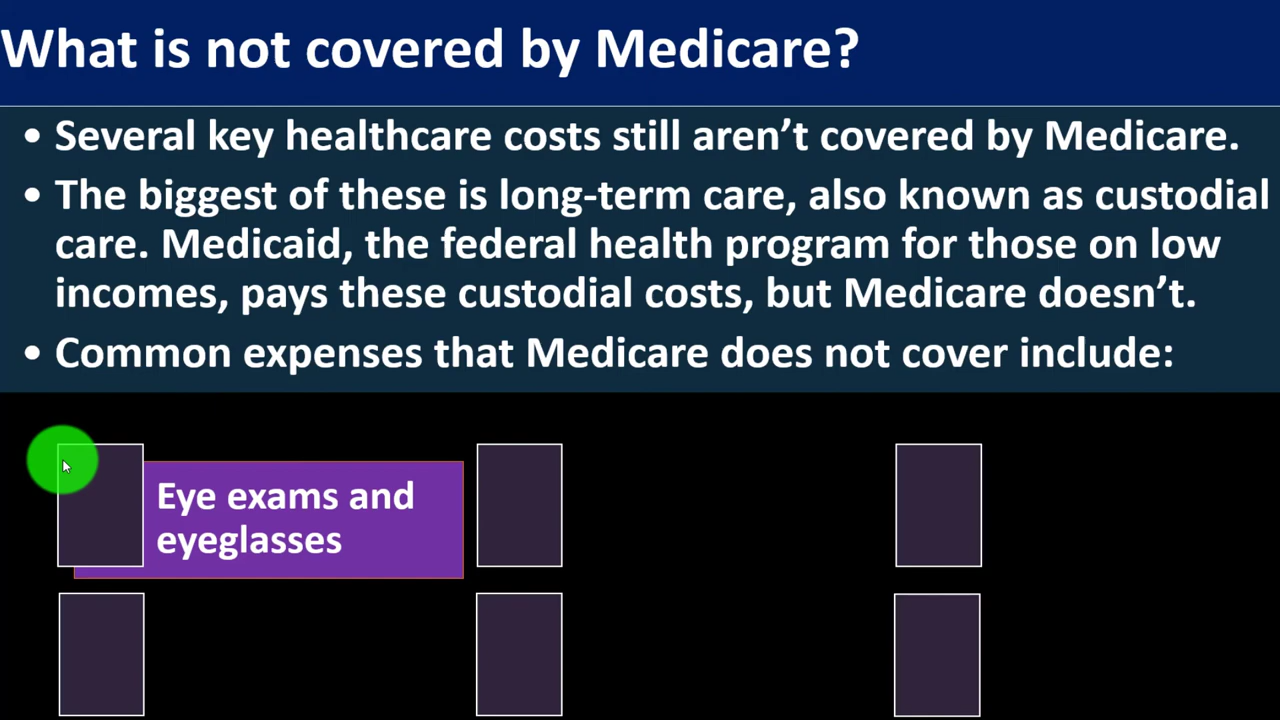 What is not covered by Medicare?
• Several key healthcare costs still aren’t covered by Medicare.
• The biggest of these is long-term care, also known as custodial
care. Medicaid, the federal health program for those on low
incomes, pays these custodial costs, but Medicare doesn’t.
• Common expenses that Medicare does not cover include:
Eye exams and
eyeglasses